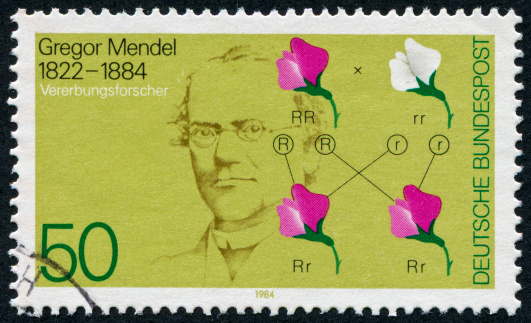 Gregor Mendel
1822–1884
Vererbungsforscher
×
RR
rr
R
R
r
r
Rr
Rr
50
1984
DEUTSCHE BUNDESPOST
H